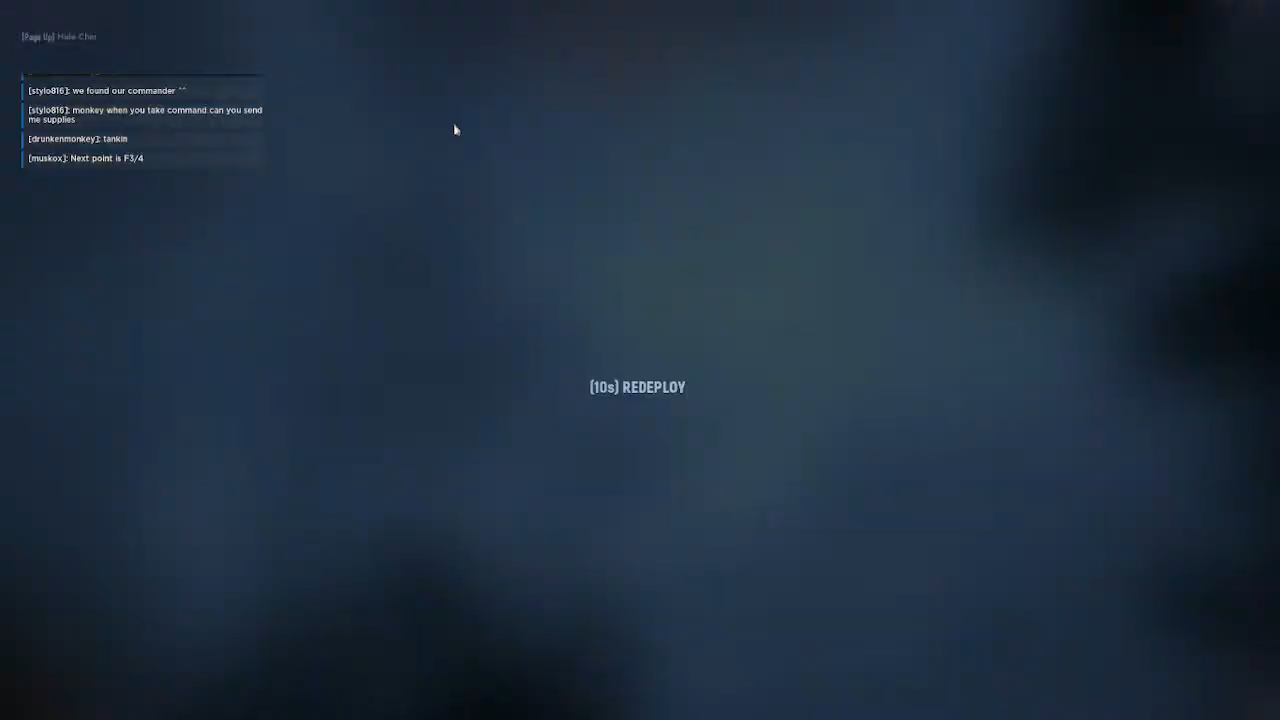 [Page Up] Hide Chat
[stylo816]: we found our commander ^^
[stylo816]: monkey when you take command can you send
me supplies
[drunkenmonkey]: tankin
[muskox]: Next point is F3/4
(10s) REDEPLOY